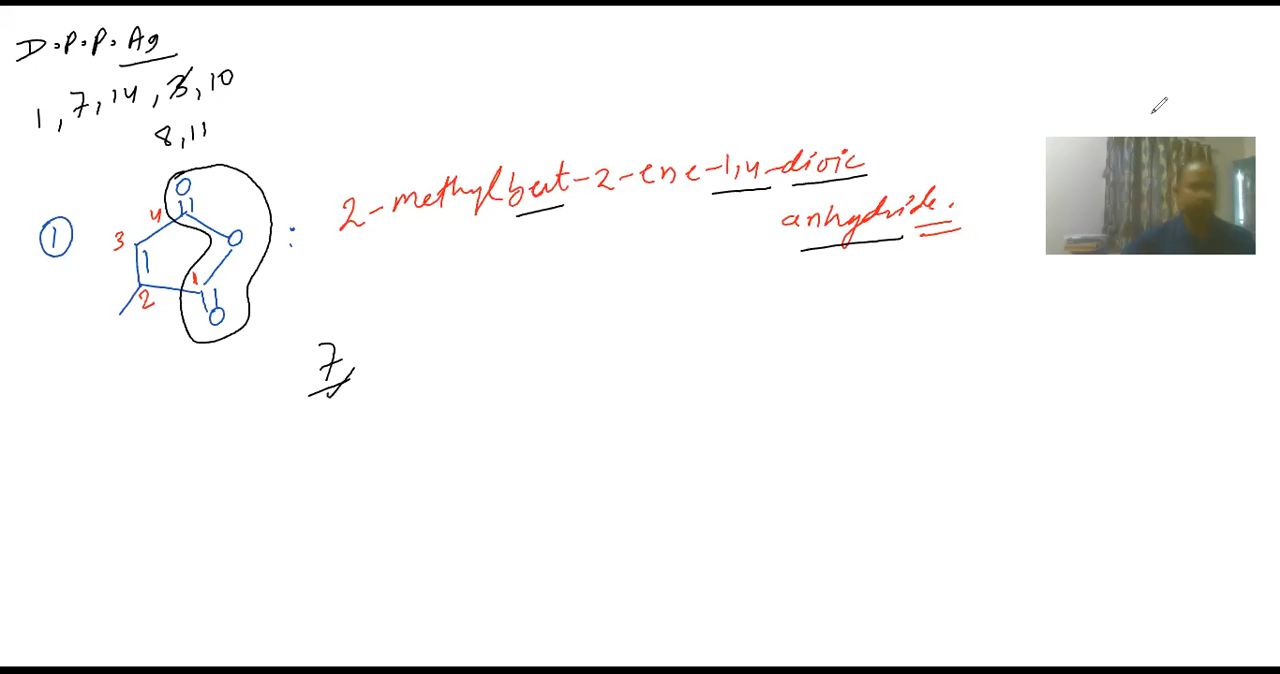 D.P.P. Ag
1, 7, 14, 3, 10
8, 11
① : 2-methylbut-2-ene-1,4-dioic
anhydride.
O
4
3
O
1
2
O
7